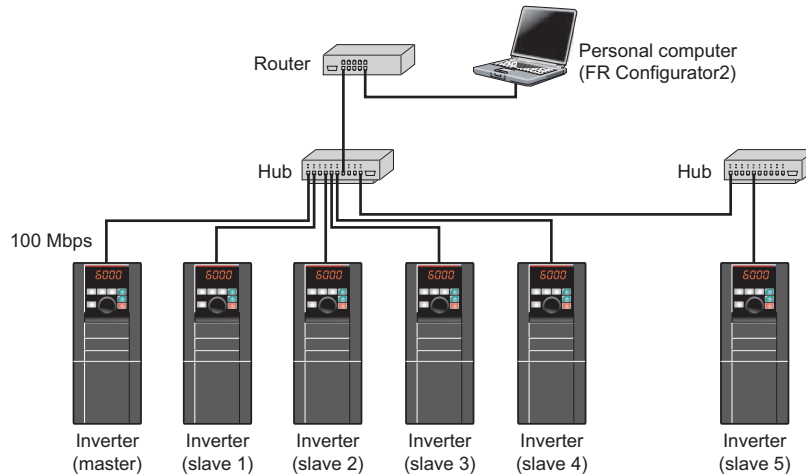 Router
Personal computer
(FR Configurator2)
Hub
Hub
100 Mbps
6000
6000
6000
6000
6000
6000
Inverter
(master)
Inverter
(slave 1)
Inverter
(slave 2)
Inverter
(slave 3)
Inverter
(slave 4)
Inverter
(slave 5)